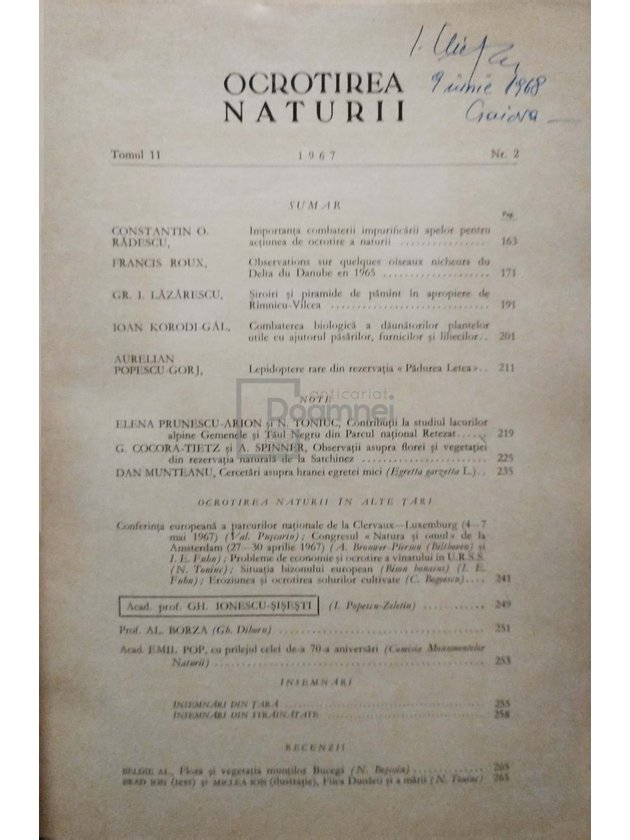 9 iunie 1968
Craiova
OCROTIREA
NATURII
Tomul 11 1967 Nr. 2
SUMAR
Pag.
CONSTANTIN O. RĂDESCU, Importanța combaterii impurificării apelor pentru
acțiunea de ocrotire a naturii .................. 163
FRANCIS ROUX, Observations sur quelques oiseaux nicheurs du
Delta du Danube en 1965 .................. 171
GR. I. LĂZĂRESCU, Șiroiri și piramide de pămînt în apropiere de
Rîmnicu-Vîlcea .................. 191
IOAN KORODI-GÁL, Combaterea biologică a dăunătorilor plantelor
utile cu ajutorul păsărilor, furnicilor și liliecilor.. 201
AURELIAN
POPESCU-GORJ, Lepidoptere rare din rezervația « Pădurea Letea».. 211
anticariat
Doamnei
NOTE
ELENA PRUNESCU-ARION și N. TONIUC, Contribuții la studiul lacurilor
alpine Gemenele și Tăul Negru din Parcul național Retezat...... 219
G. COCORA-TIETZ și A. SPINNER, Observații asupra florei și vegetației
din rezervația naturală de la Satchinez .................. 225
DAN MUNTEANU, Cercetări asupra hranei egretei mici (Egretta garzetta L.).. 235
OCROTIREA NATURII ÎN ALTE ȚĂRI
Conferința europeană a parcurilor naționale de la Clervaux—Luxemburg (4—7
mai 1967) (Val. Pușcariu); Congresul « Natura și omul» de la
Amsterdam (27—30 aprilie 1967) (A. Brouwer-Pierson (Bilthoven) și
I. E. Fuhn); Probleme de economie și ocrotire a vînatului în U.R.S.S.
(N. Toniuc); Situația bizonului european (Bison bonasus) (I. E.
Fuhn); Eroziunea și ocrotirea solurilor cultivate (C. Bogoescu).... 241
Acad. prof. GH. IONESCU-ȘIȘEȘTI (I. Popescu-Zeletin) ............ 249
Prof. AL. BORZA (Gh. Dihoru) .................. 251
Acad. EMIL POP, cu prilejul celei de-a 70-a aniversări (Comisia Monumentelor
Naturii) .................. 253
ÎNSEMNĂRI
ÎNSEMNĂRI DIN ȚARĂ .................. 255
ÎNSEMNĂRI DIN STRĂINĂTATE .................. 258
RECENZII
BELDIE AL., Flora și vegetația munților Bucegi (N. Boșcaiu) ............ 265
BRAD ION (text) și MICLEA ION (ilustrație), Fiica Dunării și a mării (N. Toniuc) 265